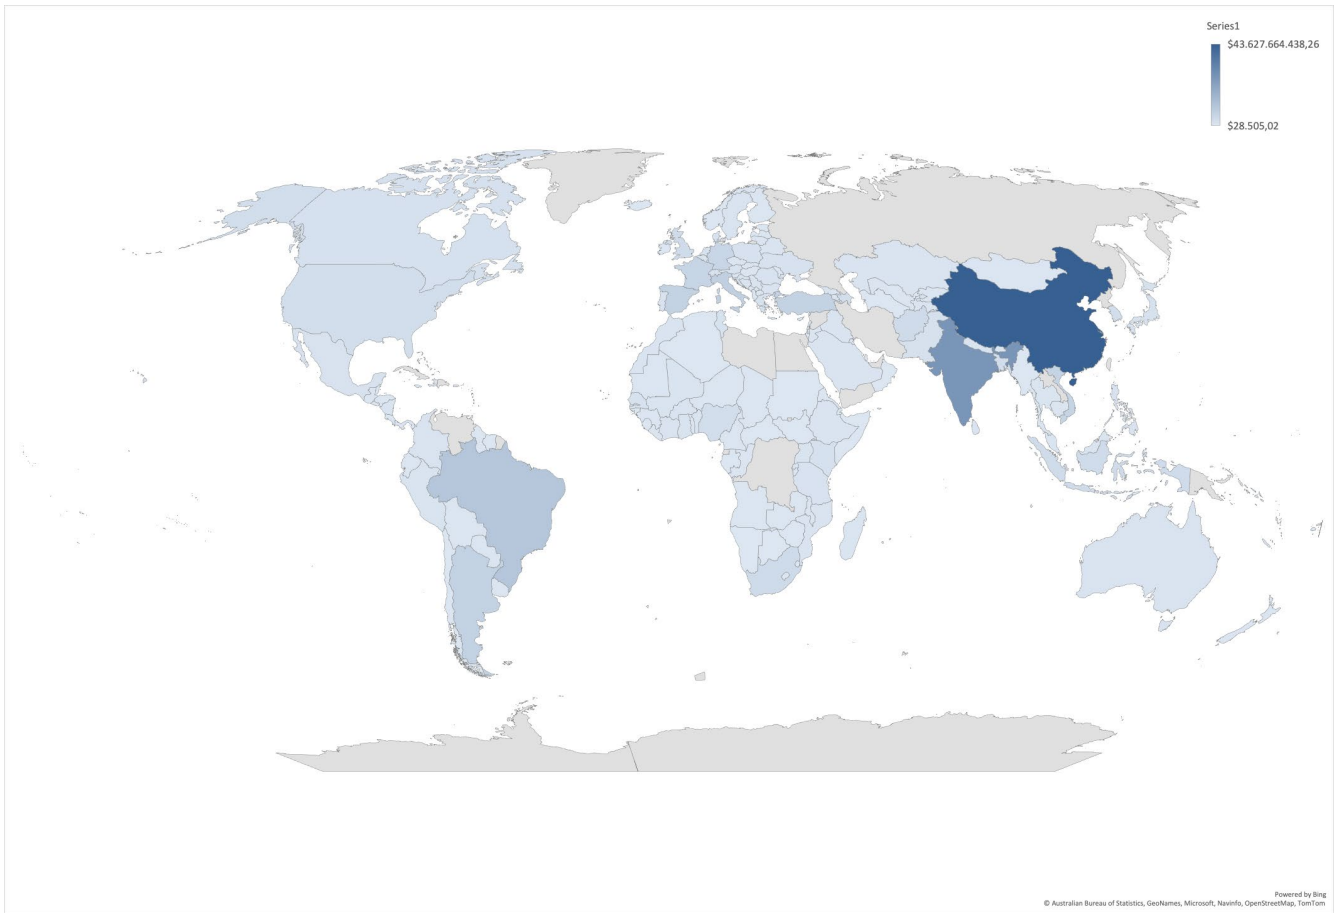 Series1
$43.627.664.438,26
$28.505,02
Powered by Bing
© Australian Bureau of Statistics, GeoNames, Microsoft, Navinfo, OpenStreetMap, TomTom